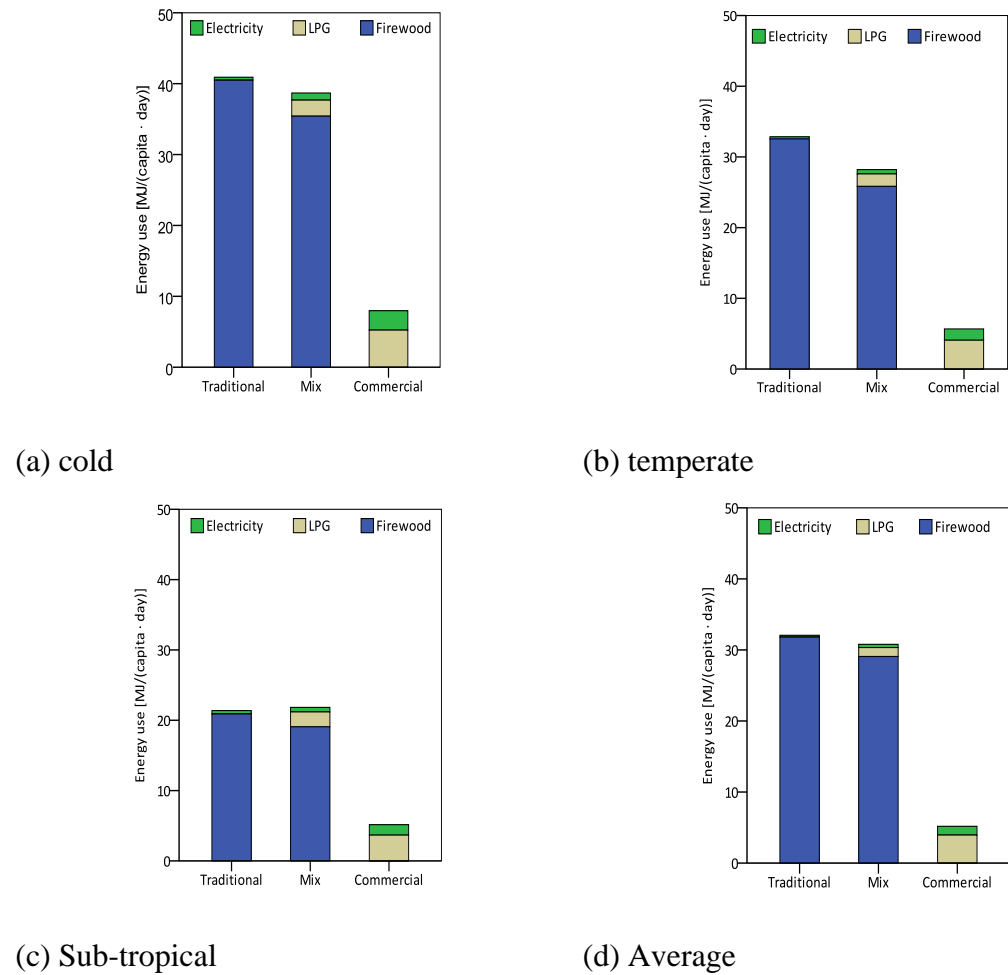 Electricity LPG Firewood
50
40
30
20
10
0
Energy use [MJ/(capita · day)]
Traditional Mix Commercial
(a) cold
Electricity LPG Firewood
50
40
30
20
10
0
Energy use [MJ/(capita · day)]
Traditional Mix Commercial
(b) temperate
Electricity LPG Firewood
50
40
30
20
10
0
Energy use [MJ/(capita · day)]
Traditional Mix Commercial
(c) Sub-tropical
Electricity LPG Firewood
50
40
30
20
10
0
Energy use [MJ/(capita · day)]
Traditional Mix Commercial
(d) Average